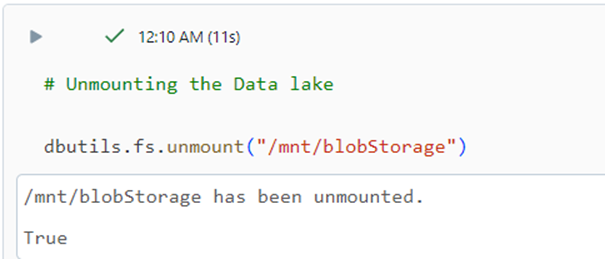 12:10 AM (11s)
# Unmounting the Data lake
dbutils.fs.unmount("/mnt/blobStorage")
/mnt/blobStorage has been unmounted.
True